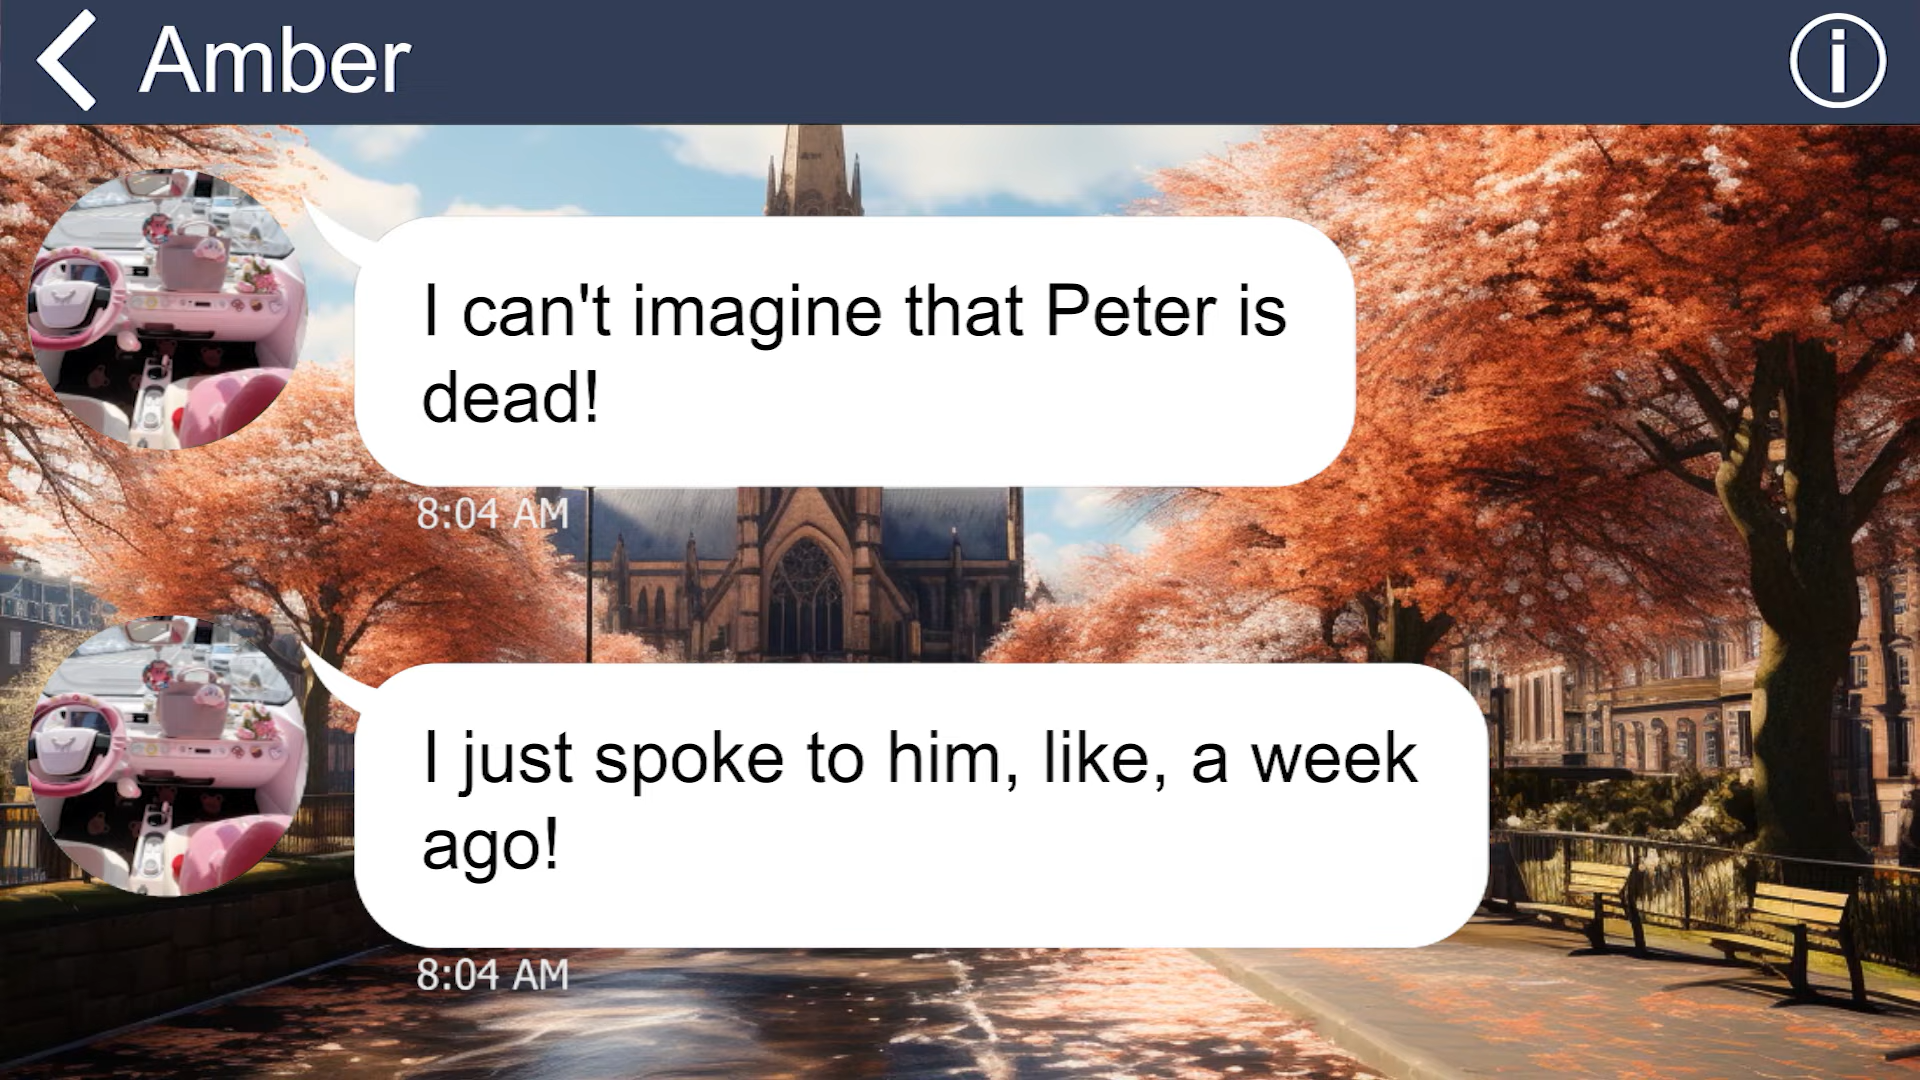 Amber
I can't imagine that Peter is
dead!
8:04 AM
I just spoke to him, like, a week
ago!
8:04 AM